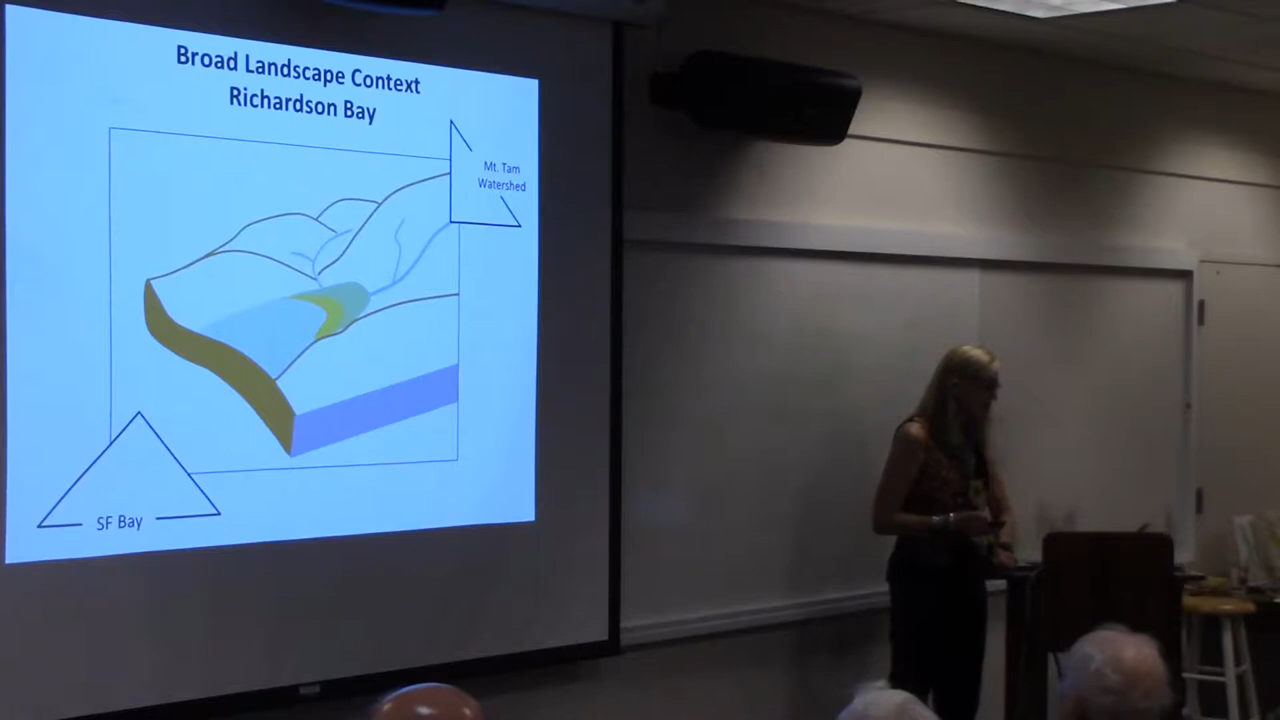 Broad Landscape Context
Richardson Bay
Mt. Tam
Watershed
SF Bay